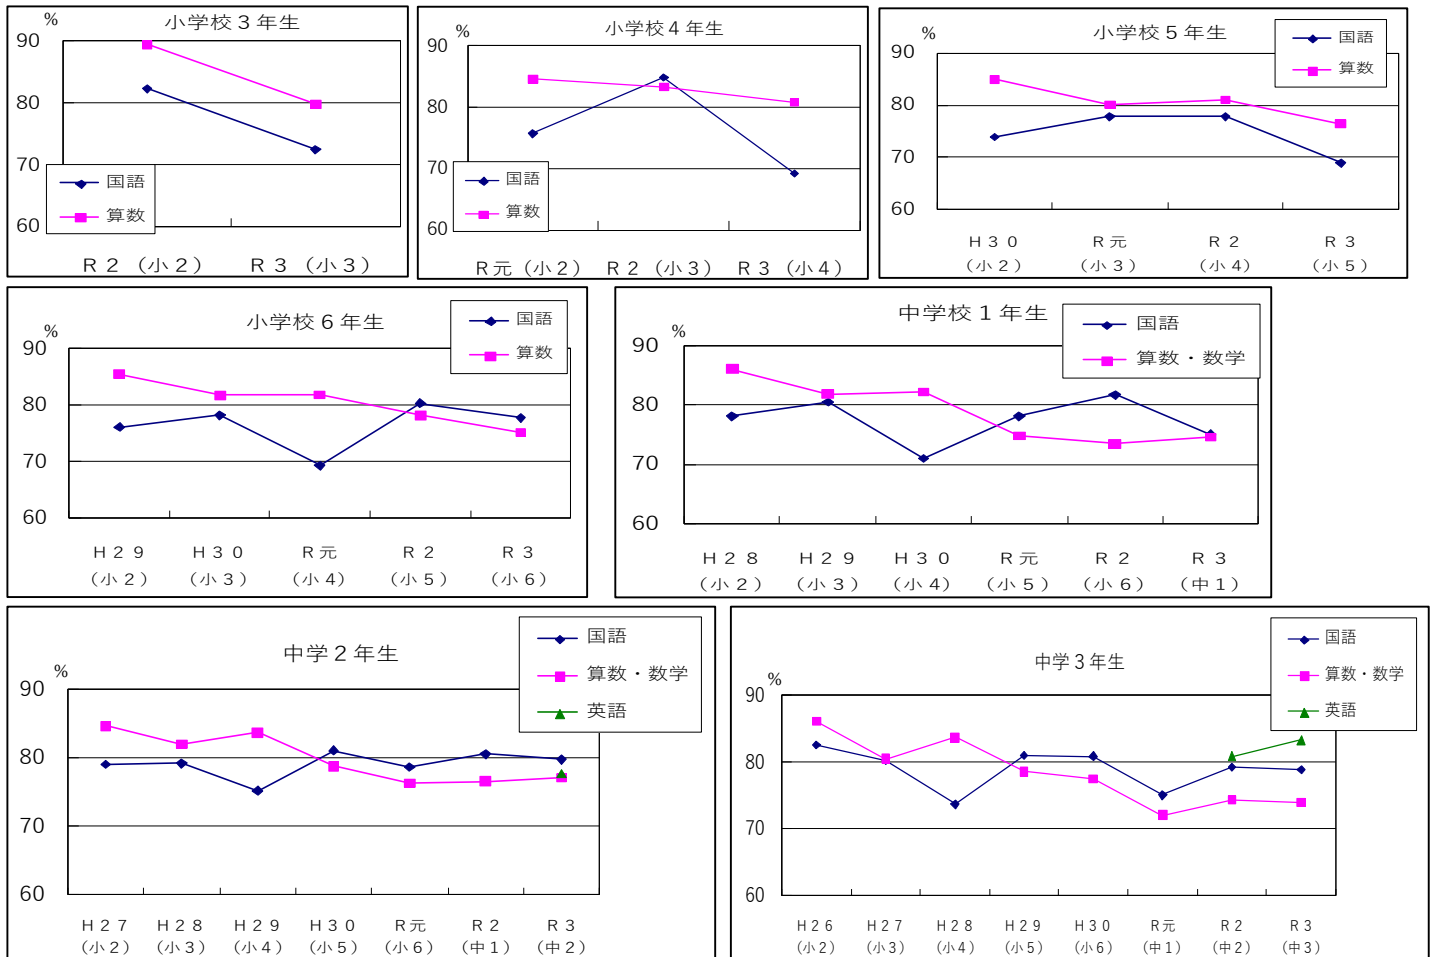 小学校３年生
%
90
80
70
60
国語
算数
Ｒ２（小２）　Ｒ３（小３）
小学校４年生
%
90
80
70
60
国語
算数
Ｒ元（小２）　Ｒ２（小３）　Ｒ３（小４）
小学校５年生
%
90
80
70
60
国語
算数
Ｈ３０　Ｒ元　Ｒ２　Ｒ３
（小２）　（小３）　（小４）　（小５）
小学校６年生
%
90
80
70
60
国語
算数
Ｈ２９　Ｈ３０　Ｒ元　Ｒ２　Ｒ３
（小２）　（小３）　（小４）　（小５）　（小６）
中学校１年生
%
90
80
70
60
国語
算数・数学
Ｈ２８　Ｈ２９　Ｈ３０　Ｒ元　Ｒ２　Ｒ３
（小２）　（小３）　（小４）　（小５）　（小６）　（中１）
中学２年生
%
90
80
70
60
国語
算数・数学
英語
Ｈ２７　Ｈ２８　Ｈ２９　Ｈ３０　Ｒ元　Ｒ２　Ｒ３
（小２）　（小３）　（小４）　（小５）　（小６）　（中１）　（中２）
中学３年生
%
90
80
70
60
国語
算数・数学
英語
Ｈ２６　Ｈ２７　Ｈ２８　Ｈ２９　Ｈ３０　Ｒ元　Ｒ２　Ｒ３
（小２）　（小３）　（小４）　（小５）　（小６）　（中１）　（中２）　（中３）